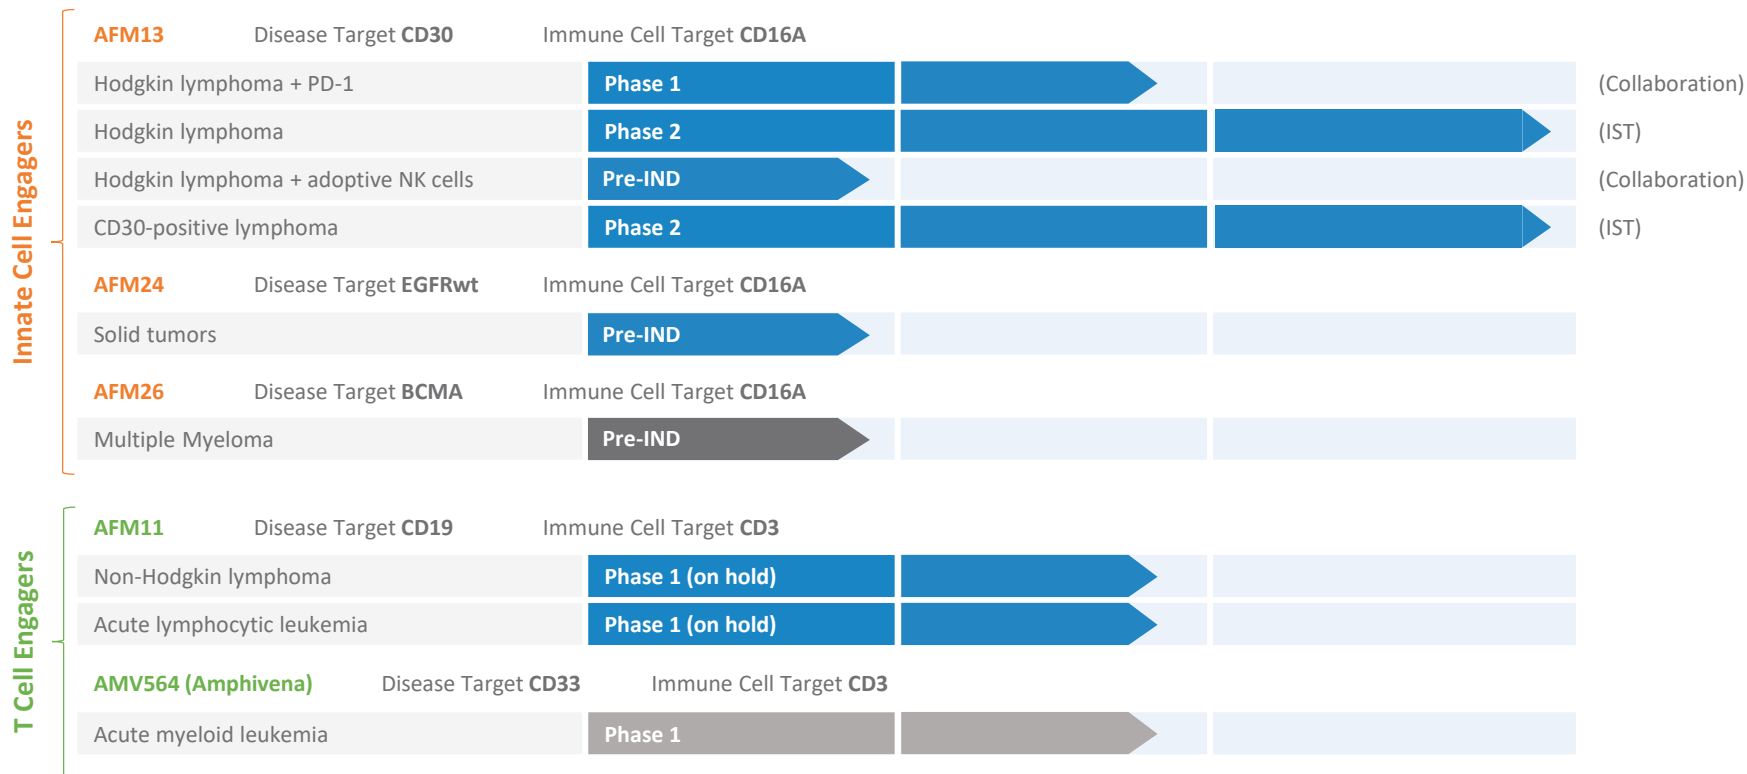 Innate Cell Engagers
AFM13 Disease Target CD30 Immune Cell Target CD16A
Hodgkin lymphoma + PD-1 Phase 1 (Collaboration)
Hodgkin lymphoma Phase 2 (IST)
Hodgkin lymphoma + adoptive NK cells Pre-IND (Collaboration)
CD30-positive lymphoma Phase 2 (IST)
AFM24 Disease Target EGFRwt Immune Cell Target CD16A
Solid tumors Pre-IND
AFM26 Disease Target BCMA Immune Cell Target CD16A
Multiple Myeloma Pre-IND
T Cell Engagers
AFM11 Disease Target CD19 Immune Cell Target CD3
Non-Hodgkin lymphoma Phase 1 (on hold)
Acute lymphocytic leukemia Phase 1 (on hold)
AMV564 (Amphivena) Disease Target CD33 Immune Cell Target CD3
Acute myeloid leukemia Phase 1